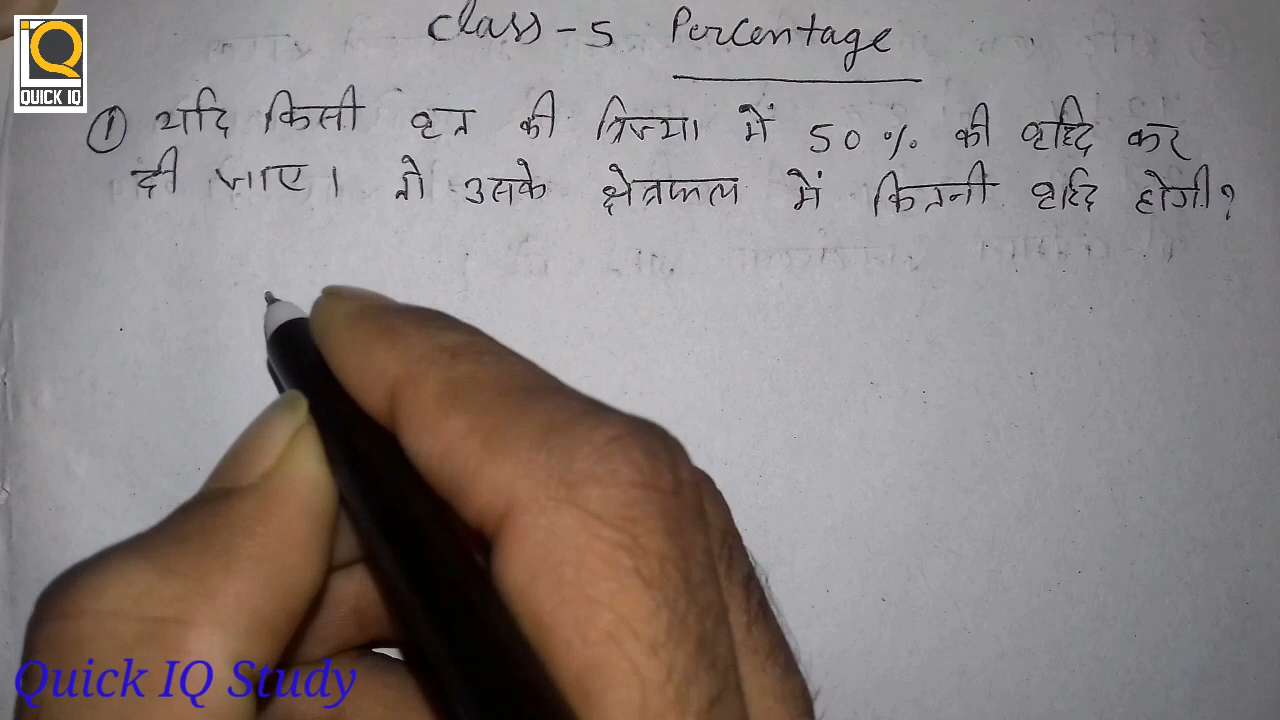 QUICK IQ
Class - 5 Percentage
① यदि किसी वृत की त्रिज्या में 50% की वृद्धि कर
दी जाए। तो उसके क्षेत्रफल में कितनी वृद्धि होगी?
Quick IQ Study